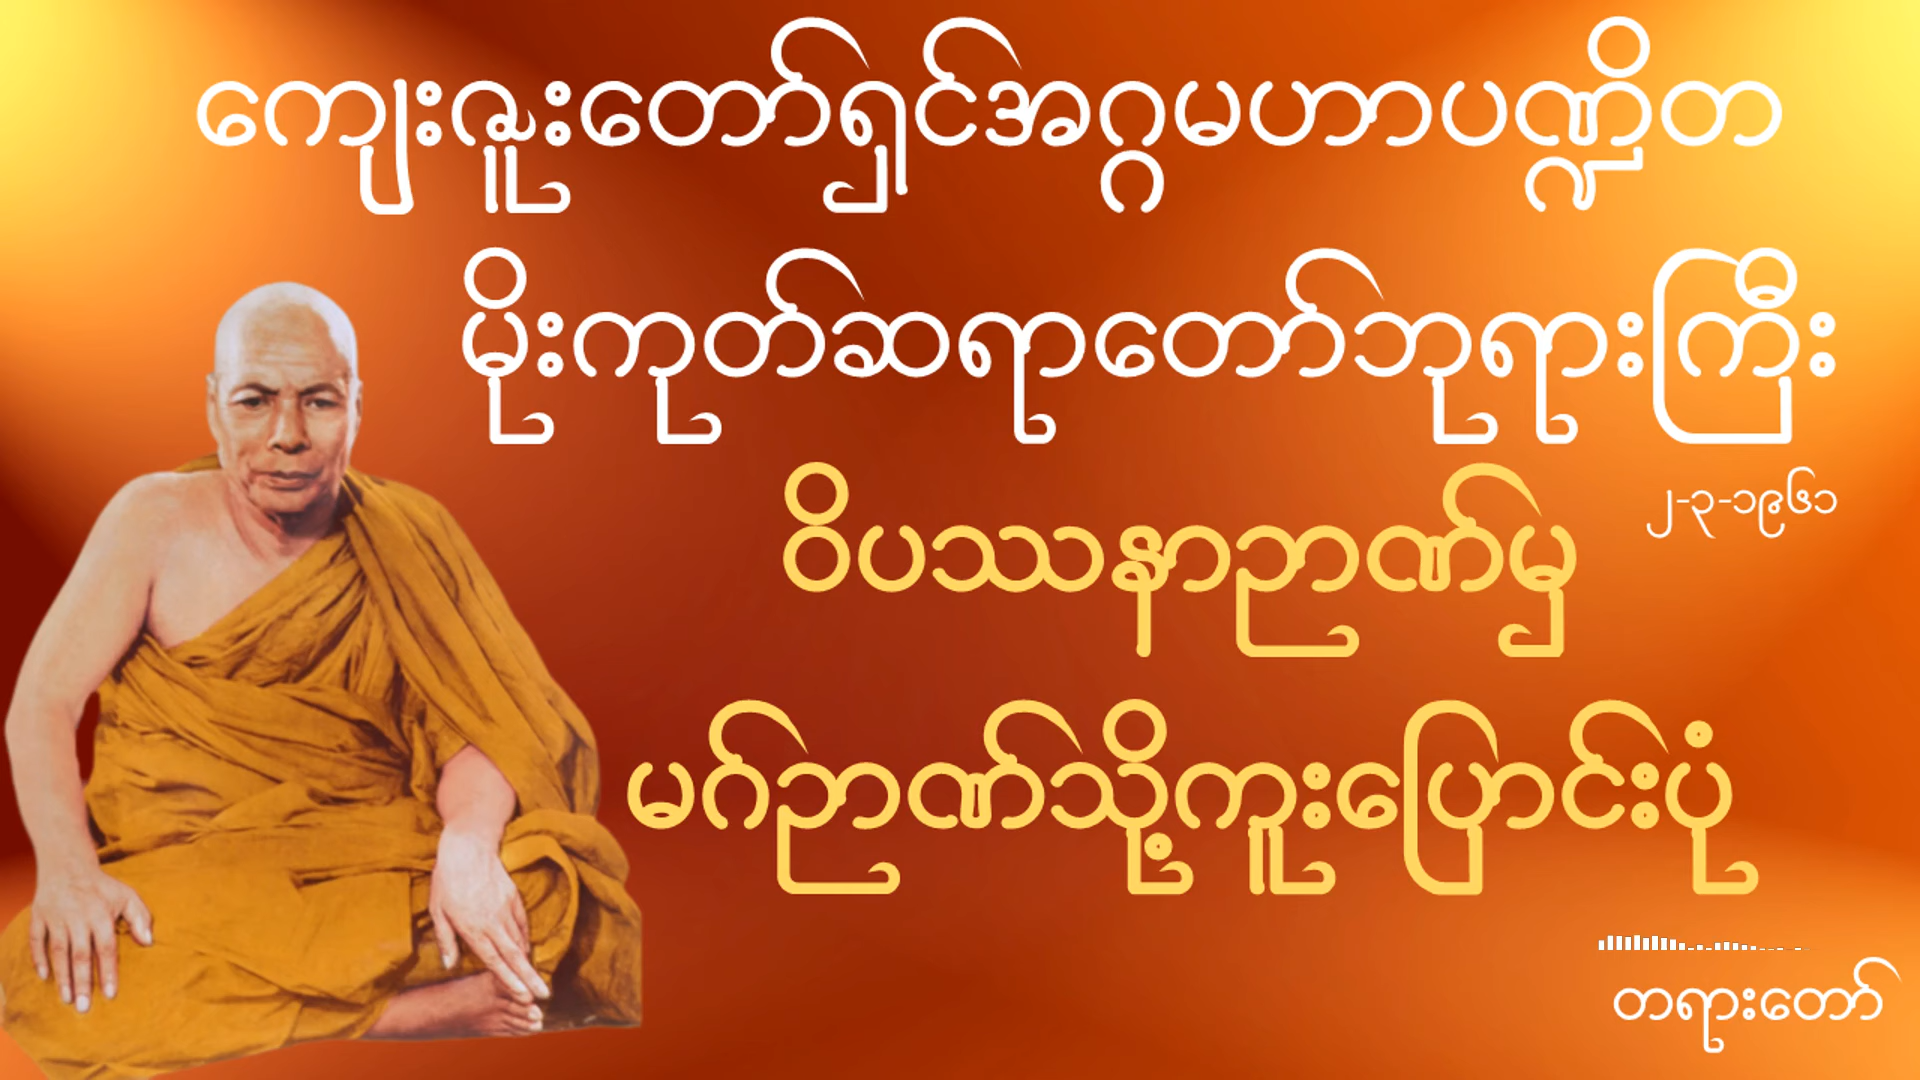 ကျေးဇူးတော်ရှင်အဂ္ဂမဟာပဏ္ဍိတ
မိုးကုတ်ဆရာတော်ဘုရားကြီး
၂-၃-၁၉၆၁
ဝိပဿနာဉာဏ်မှ
မဂ်ဉာဏ်သို့ကူးပြောင်းပုံ
တရားတော်